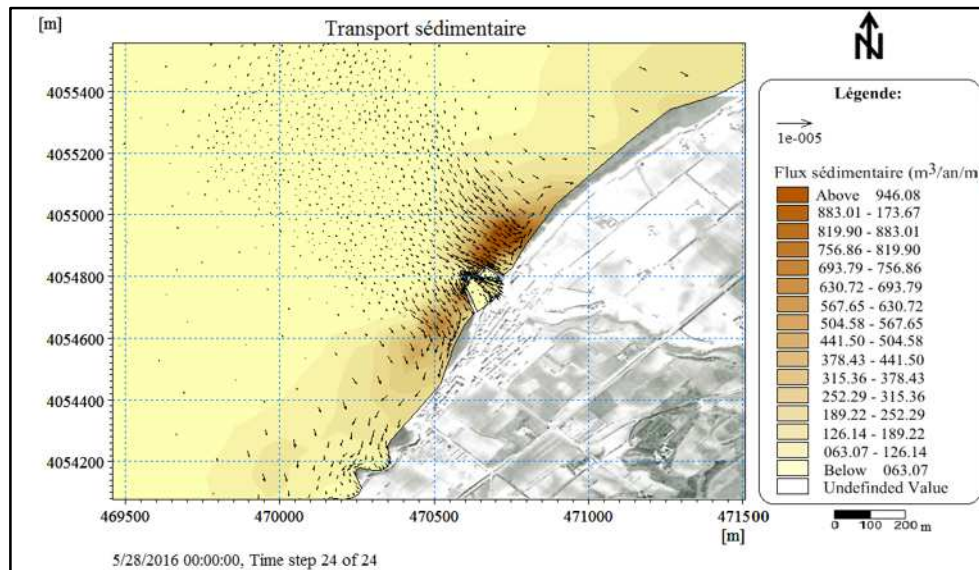 [m]
Transport sédimentaire
4055400
4055200
4055000
4054800
4054600
4054400
4054200
469500 470000 470500 471000 471500
[m]
5/28/2016 00:00:00, Time step 24 of 24
N
Légende:
1e-005
Flux sédimentaire (m³/an/m)
Above 946.08
883.01 - 173.67
819.90 - 883.01
756.86 - 819.90
693.79 - 756.86
630.72 - 693.79
567.65 - 630.72
504.58 - 567.65
441.50 - 504.58
378.43 - 441.50
315.36 - 378.43
252.29 - 315.36
189.22 - 252.29
126.14 - 189.22
063.07 - 126.14
Below 063.07
Undefinded Value
0 100 200 m